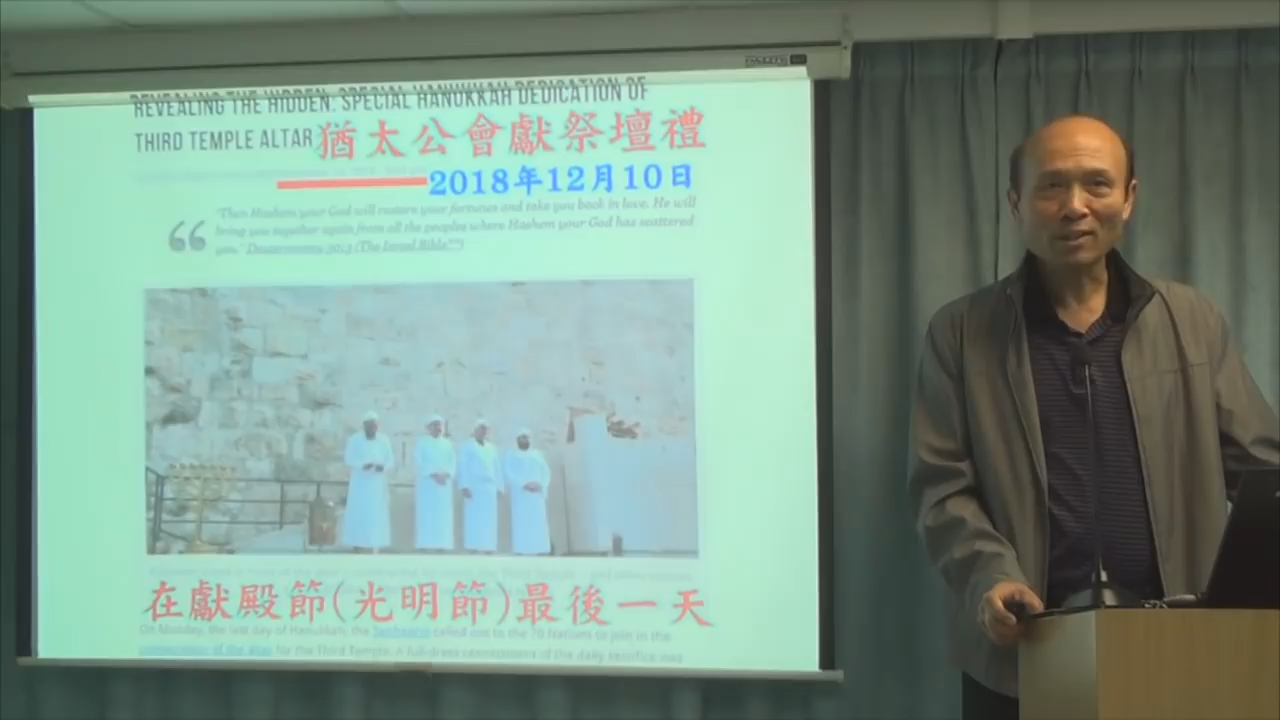 REVEALING THE HIDDEN: SPECIAL HANUKKAH DEDICATION OF
THIRD TEMPLE ALTAR 猶太公會獻祭壇禮
2018年12月10日
"Then Hashem your God will restore your fortunes and take you back in love. He will
bring you together again from all the peoples where Hashem your God has scattered
you." Deuteronomy 30:3 (The Israel Bible™)
在獻殿節(光明節)最後一天
On Monday, the last day of Hanukkah, the Sanhedrin called out to the 70 Nations to join in the
consecration of the Altar for the Third Temple. A full-dress reenactment of the daily sacrifice was